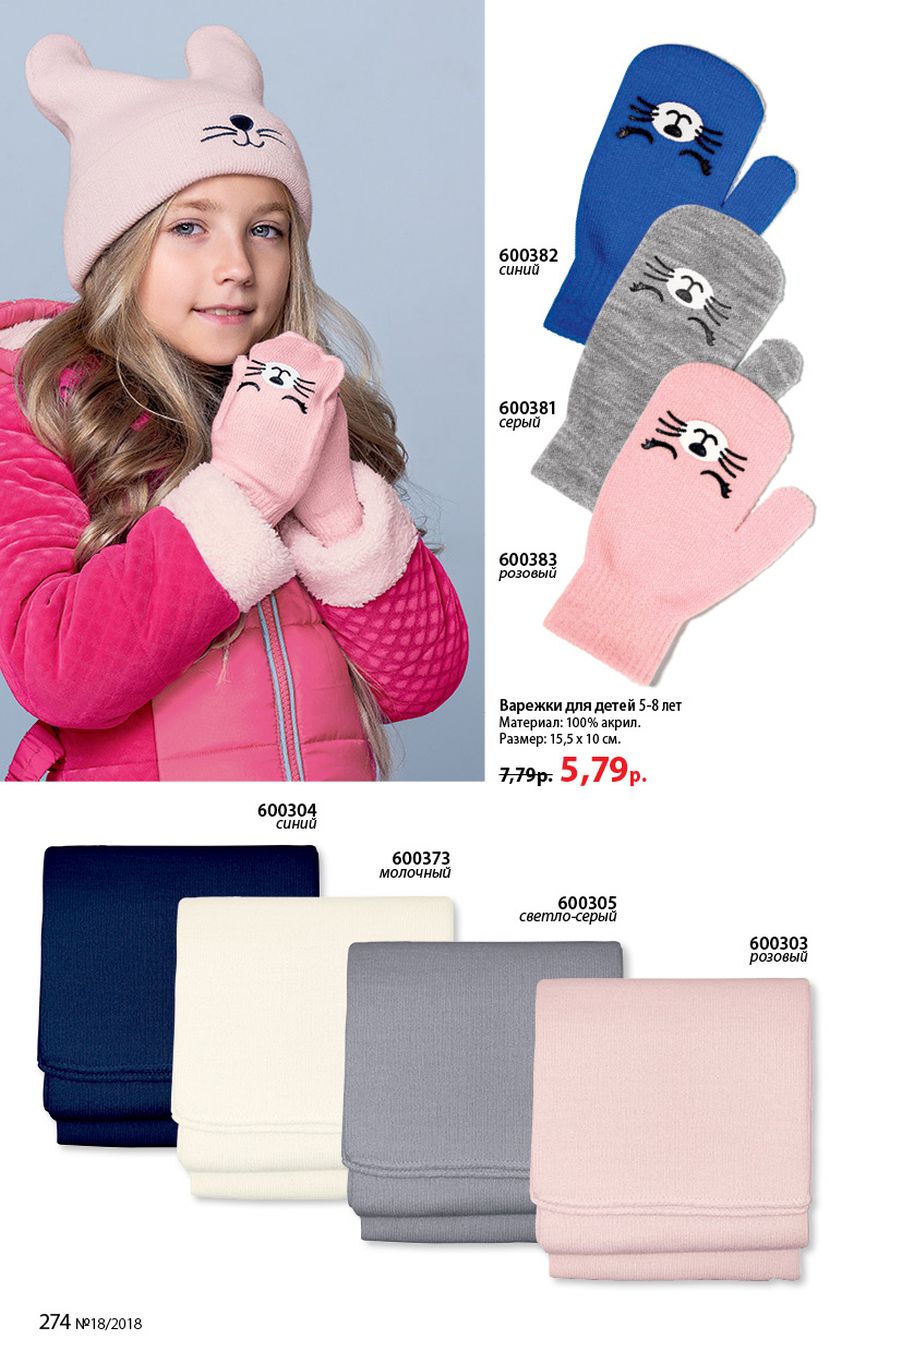 600382
синий
600381
серый
600383
розовый
Варежки для детей 5-8 лет
Материал: 100% акрил.
Размер: 15,5 х 10 см.
7,79р. 5,79р.
600304
синий
600373
молочный
600305
светло-серый
600303
розовый
274 №18/2018